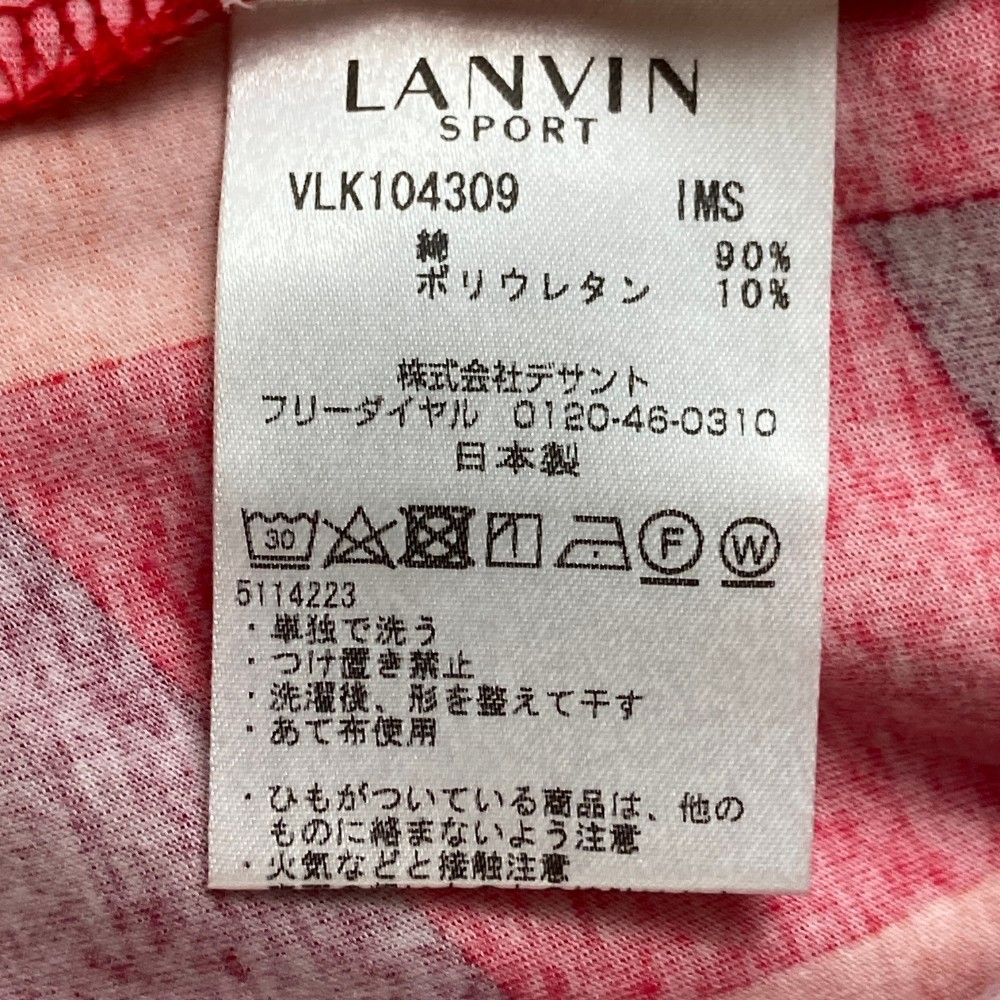 LANVIN
SPORT
VLK104309 IMS
綿 90%
ポリウレタン 10%
株式会社デサント
フリーダイヤル 0120-46-0310
日本製
30 F W
5114223
・単独で洗う
・つけ置き禁止
・洗濯後、形を整えて干す
・あて布使用
・ひもがついている商品は、他の
ものに絡まないよう注意
・火気などと接触注意